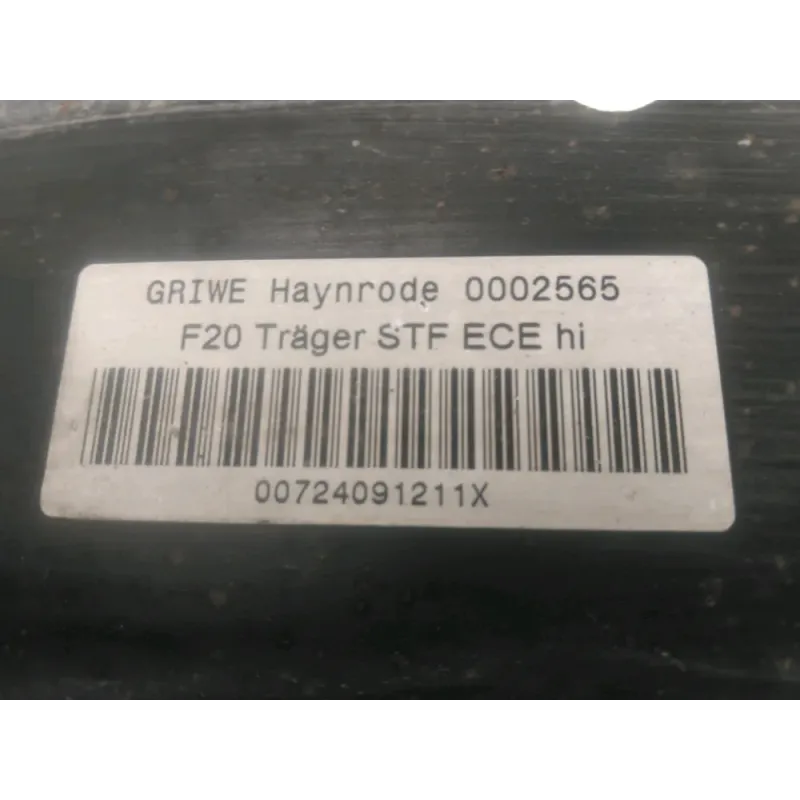 GRIWE Haynrode 0002565
F20 Träger STF ECE hi
00724091211X